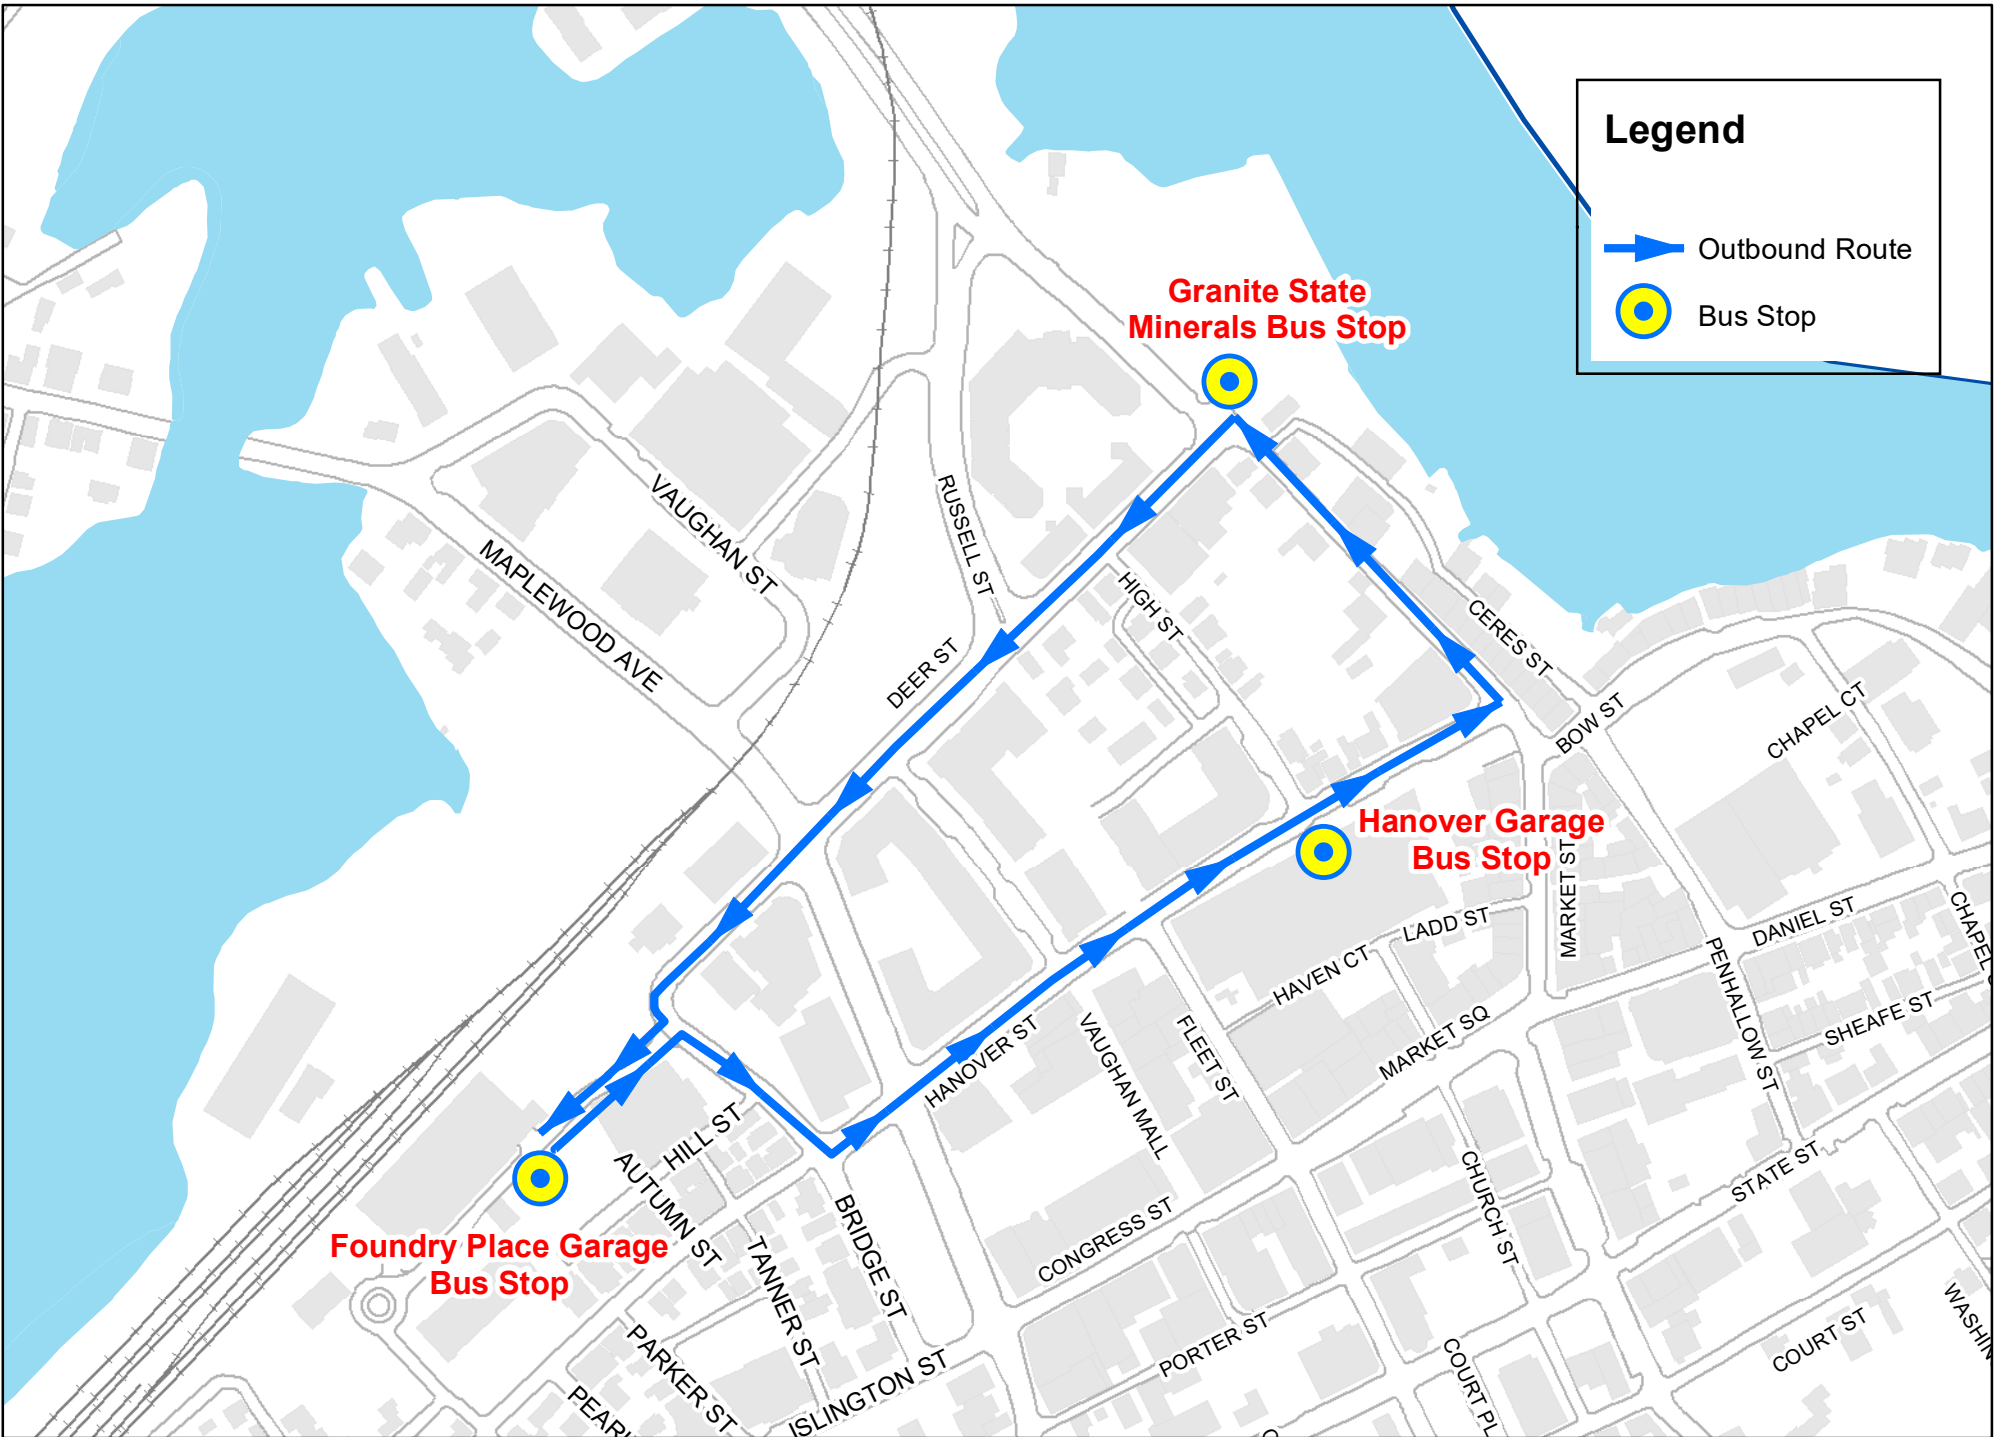 Legend
Outbound Route
Bus Stop
Granite State
Minerals Bus Stop
VAUGHAN ST
RUSSELL ST
MAPLEWOOD AVE
HIGH ST
CERES ST
DEER ST
BOW ST
CHAPEL CT
Hanover Garage
Bus Stop
MARKET ST
LADD ST
DANIEL ST
CHAPEL
HAVEN CT
PENHALLOW ST
SHEAFE ST
HANOVER ST
VAUGHAN MALL
FLEET ST
MARKET SQ
HILL ST
AUTUMN ST
CHURCH ST
STATE ST
BRIDGE ST
CONGRESS ST
Foundry Place Garage
Bus Stop
TANNER ST
PARKER ST
PORTER ST
COURT ST
WASHIN
COURT PL
ISLINGTON ST
PEARL